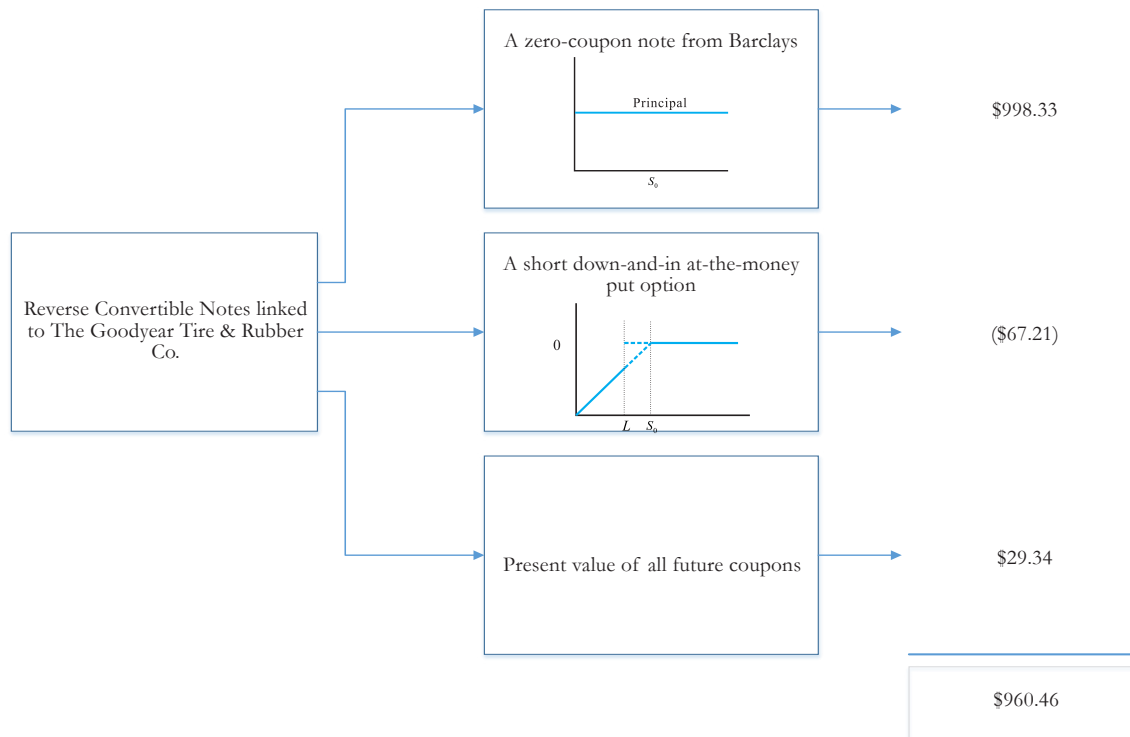 A zero-coupon note from Barclays
Principal
S₀
$998.33
Reverse Convertible Notes linked
to The Goodyear Tire & Rubber
Co.
A short down-and-in at-the-money
put option
0
L S₀
($67.21)
Present value of all future coupons
$29.34
$960.46